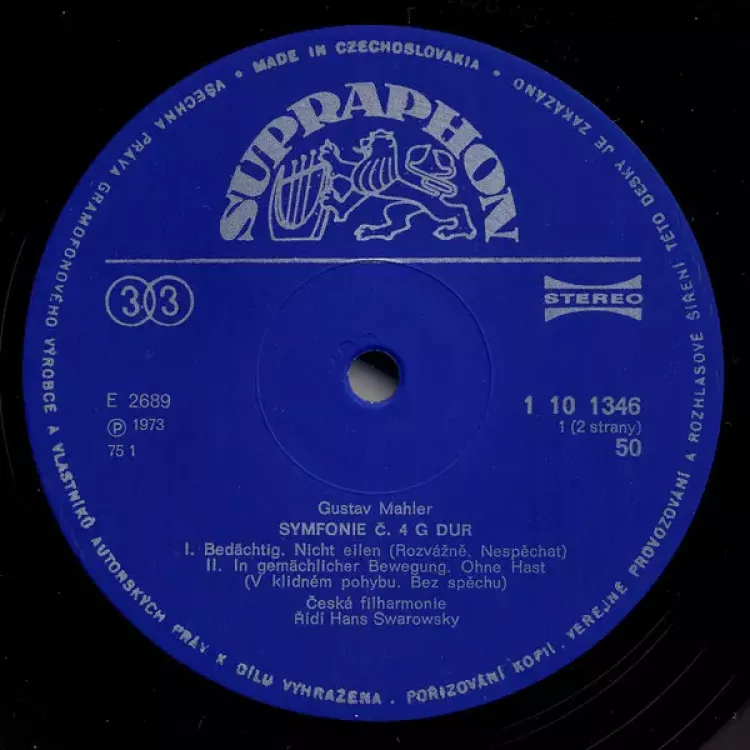 • MADE IN CZECHOSLOVAKIA •
VŠECHNA PRÁVA GRAMOFONOVÉHO VÝROBCE A VLASTNÍKŮ AUTORSKÝCH PRÁV K DÍLU VYHRAŽENA • POŘIZOVÁNÍ KOPIÍ, VEŘEJNÉ PROVOZOVÁNÍ A ROZHLASOVÉ ŠÍŘENÍ TÉTO DESKY JE ZAKÁZÁNO
SUPRAPHON
33
STEREO
E 2689
1 10 1346
Ⓟ 1973
1 (2 strany)
75 1
50
Gustav Mahler
SYMFONIE Č. 4 G DUR
I. Bedächtig. Nicht eilen (Rozvážně. Nespěchat)
II. In gemächlicher Bewegung. Ohne Hast
(V klidném pohybu. Bez spěchu)
Česká filharmonie
Řídí Hans Swarowsky